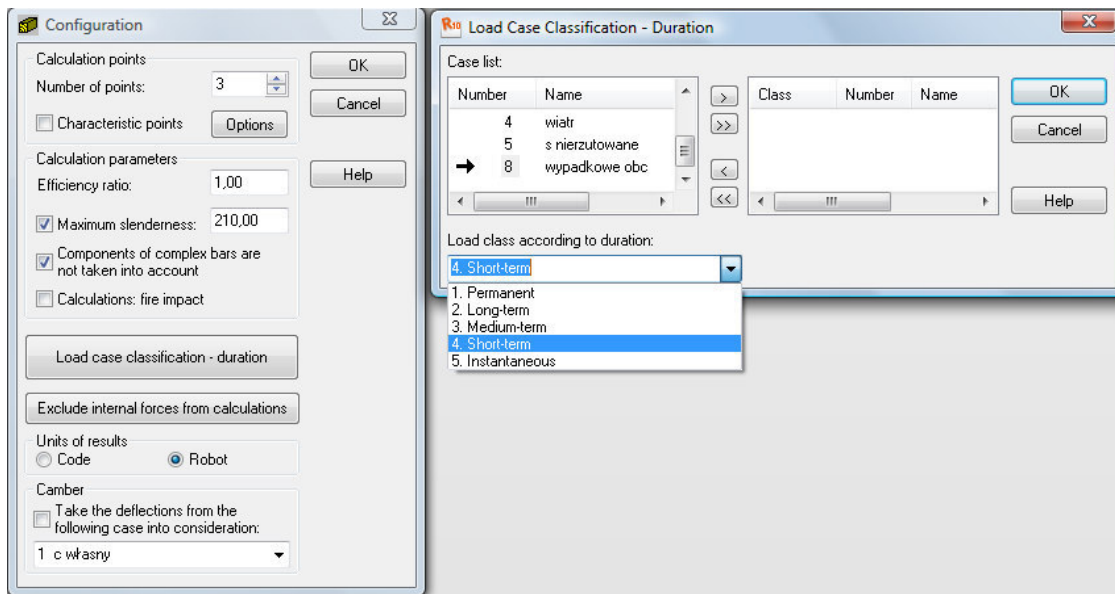 Configuration
Calculation points
Number of points: 3
Characteristic points Options
Calculation parameters
Efficiency ratio: 1,00
Maximum slenderness: 210,00
Components of complex bars are
not taken into account
Calculations: fire impact
Load case classification - duration
Exclude internal forces from calculations
Units of results
Code Robot
Camber
Take the deflections from the
following case into consideration:
1 c własny
OK
Cancel
Help
R10 Load Case Classification - Duration
Case list:
Number Name
4 wiatr
5 s nierzutowane
8 wypadkowe obc
>
>>
<
<<
Class Number Name
OK
Cancel
Help
Load class according to duration:
4. Short-term
1. Permanent
2. Long-term
3. Medium-term
4. Short-term
5. Instantaneous